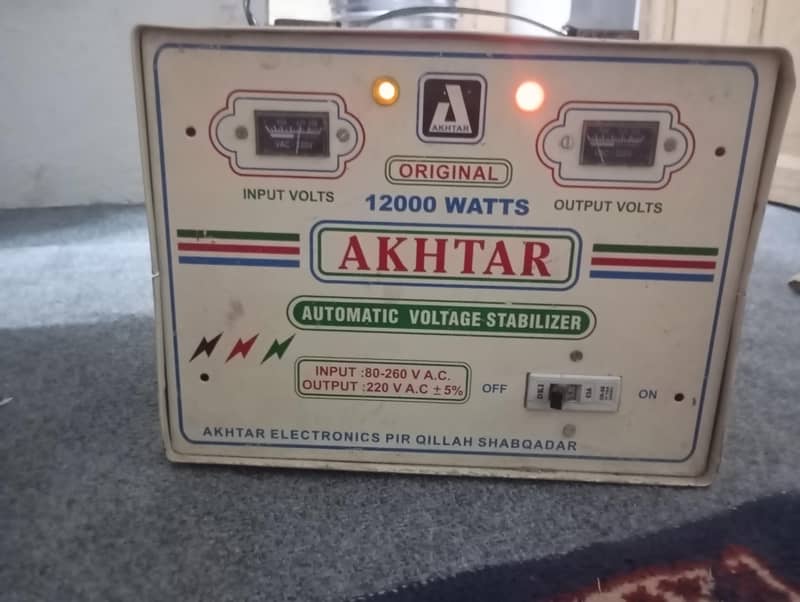 AKHTAR
VAC
ORIGINAL
INPUT VOLTS
12000 WATTS
OUTPUT VOLTS
AKHTAR
AUTOMATIC VOLTAGE STABILIZER
INPUT :80-260 V A.C.
OUTPUT :220 V A.C ± 5%
OFF
ON
AKHTAR ELECTRONICS PIR QILLAH SHABQADAR